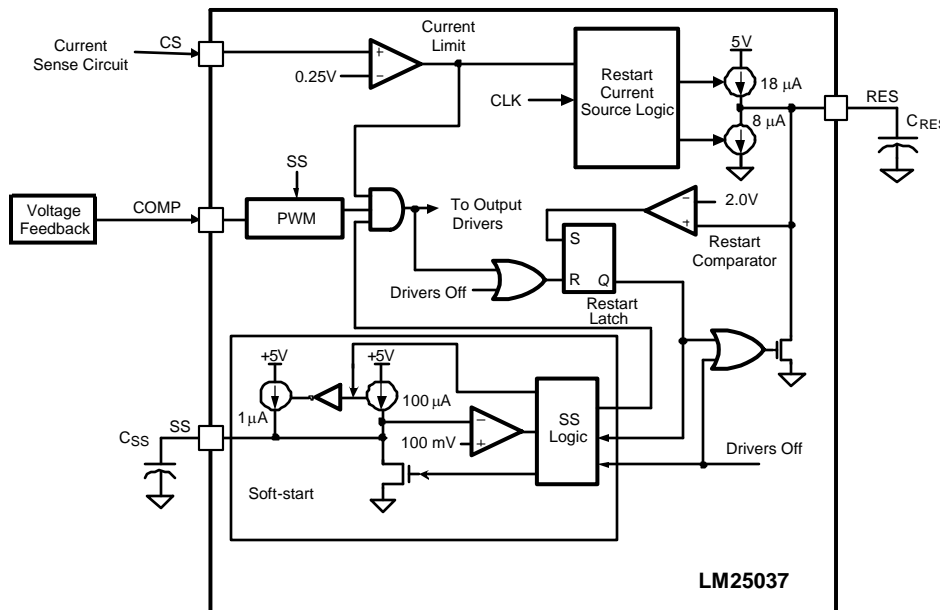 Current
Sense Circuit
CS
0.25V
+
−
Current
Limit
CLK
Restart
Current
Source Logic
5V
18 μA
8 μA
RES
CRES
Voltage
Feedback
COMP
SS
PWM
To Output
Drivers
2.0V
−
+
Restart
Comparator
Drivers Off
S
R
Q
Restart
Latch
+5V
+5V
1μA
100 μA
100 mV
−
+
SS
Logic
CSS
SS
Soft-start
Drivers Off
LM25037